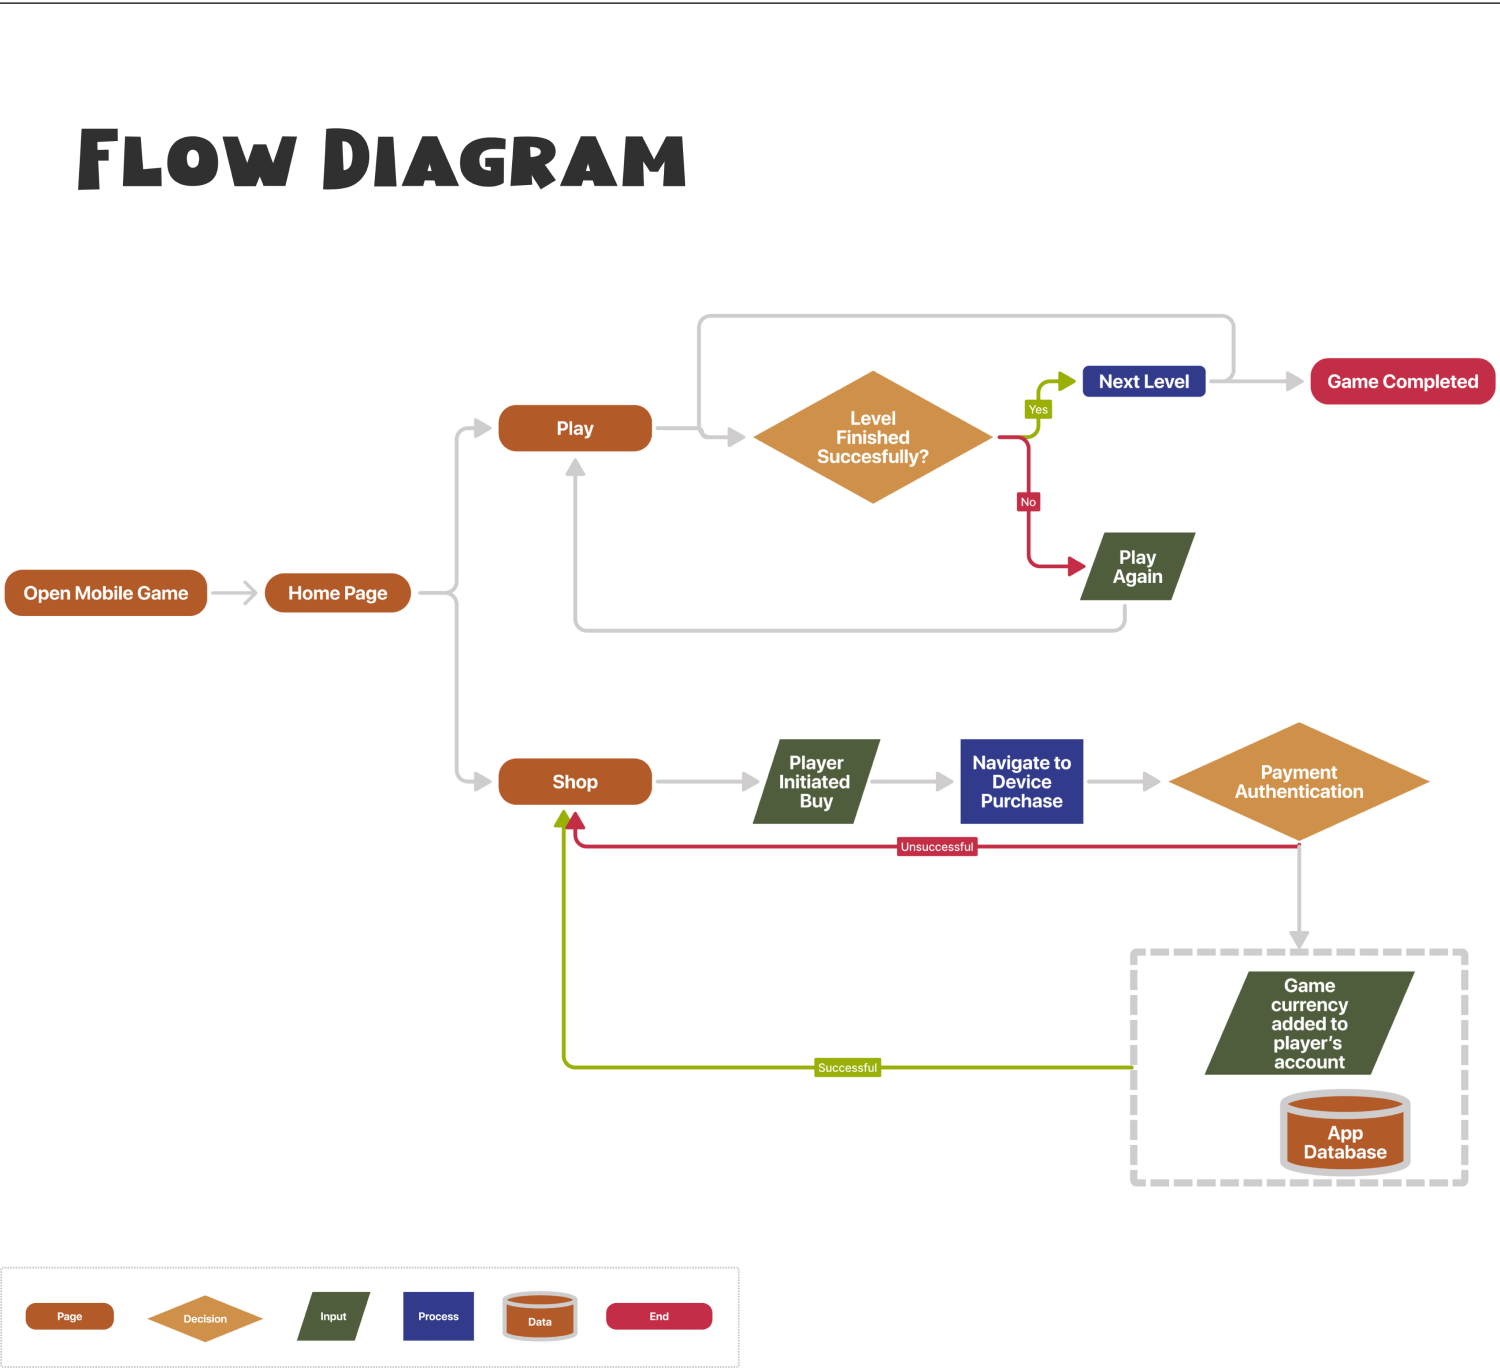 FLOW DIAGRAM
Open Mobile Game
Home Page
Play
Level
Finished
Succesfully?
Yes
Next Level
Game Completed
No
Play
Again
Shop
Player
Initiated
Buy
Navigate to
Device
Purchase
Payment
Authentication
Unsuccessful
Successful
Game
currency
added to
player's
account
App
Database
Page
Decision
Input
Process
Data
End